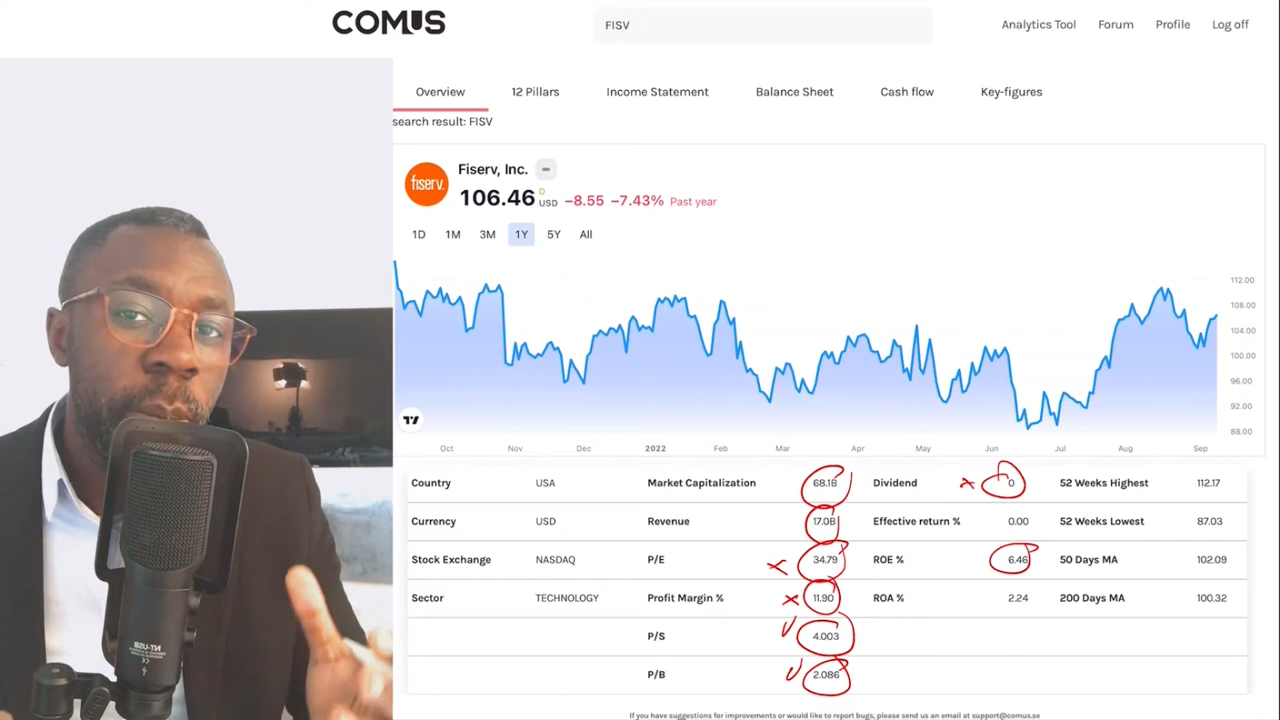 COMUS
FISV
Analytics Tool Forum Profile Log off
Overview 12 Pillars Income Statement Balance Sheet Cash flow Key-figures
search result: FISV
fiserv.
Fiserv, Inc.
106.46 D USD −8.55 −7.43% Past year
1D 1M 3M 1Y 5Y All
112.00
108.00
104.00
100.00
96.00
92.00
88.00
Oct Nov Dec 2022 Feb Mar Apr May Jun Jul Aug Sep
Country USA Market Capitalization 68.1B Dividend 0 52 Weeks Highest 112.17
Currency USD Revenue 17.0B Effective return % 0.00 52 Weeks Lowest 87.03
Stock Exchange NASDAQ P/E 34.79 ROE % 6.46 50 Days MA 102.09
Sector TECHNOLOGY Profit Margin % 11.90 ROA % 2.24 200 Days MA 100.32
P/S 4.003
P/B 2.086
If you have suggestions for improvements or would like to report bugs, please send us an email at support@comus.se
NT-USB